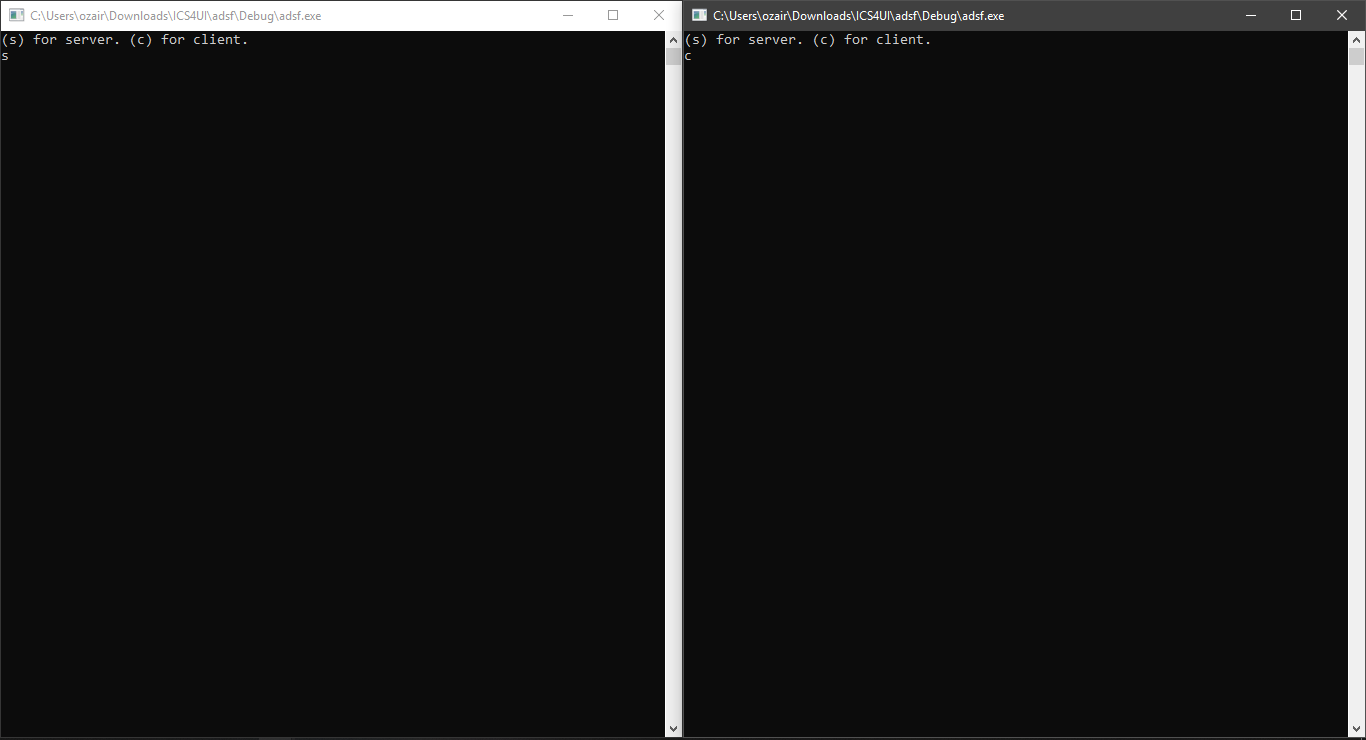 C:\Users\ozair\Downloads\ICS4UI\adsf\Debug\adsf.exe
(s) for server. (c) for client.
s
C:\Users\ozair\Downloads\ICS4UI\adsf\Debug\adsf.exe
(s) for server. (c) for client.
c